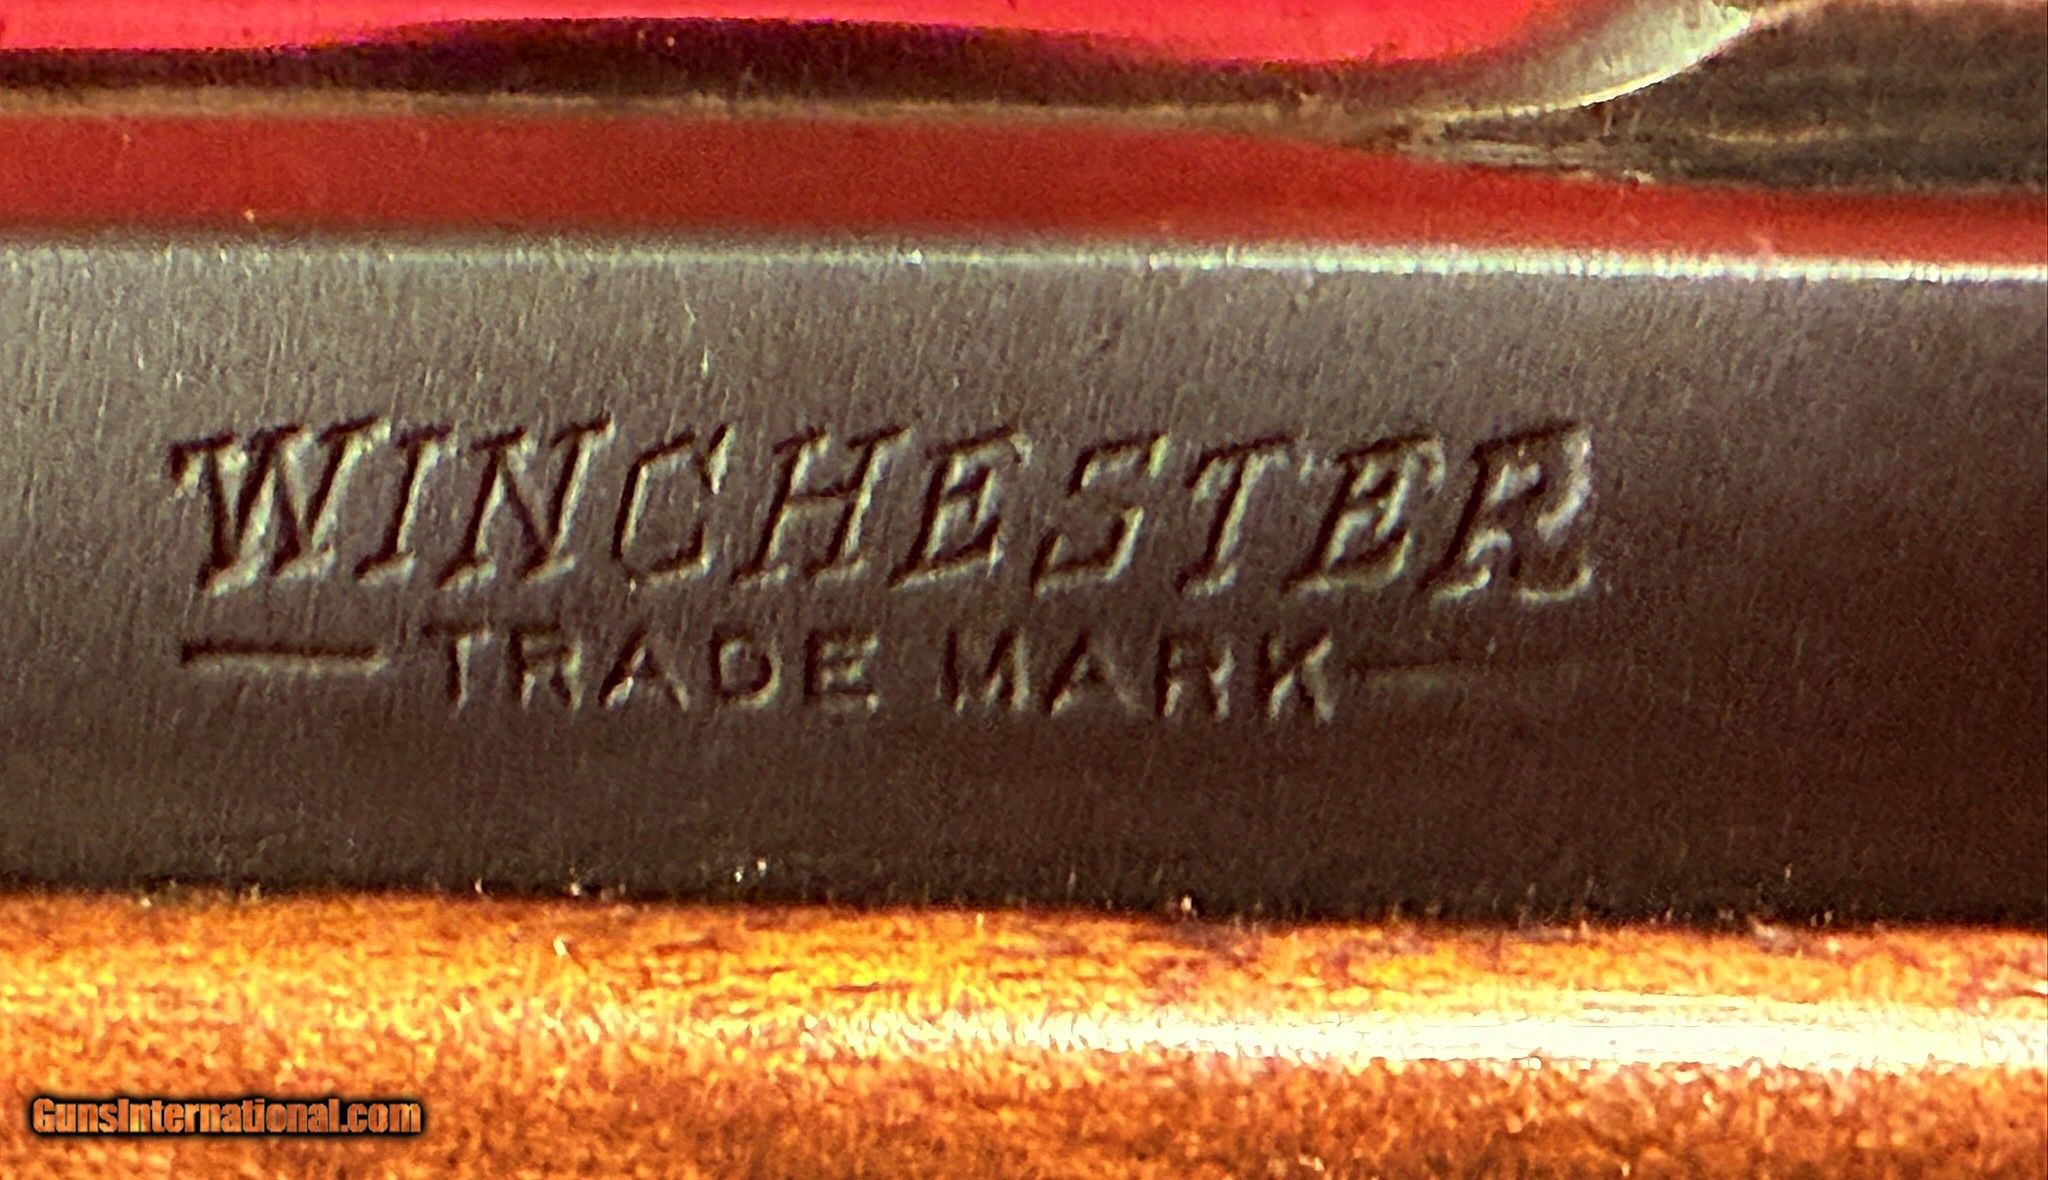 WINCHESTER
— TRADE MARK —
GunsInternational.com